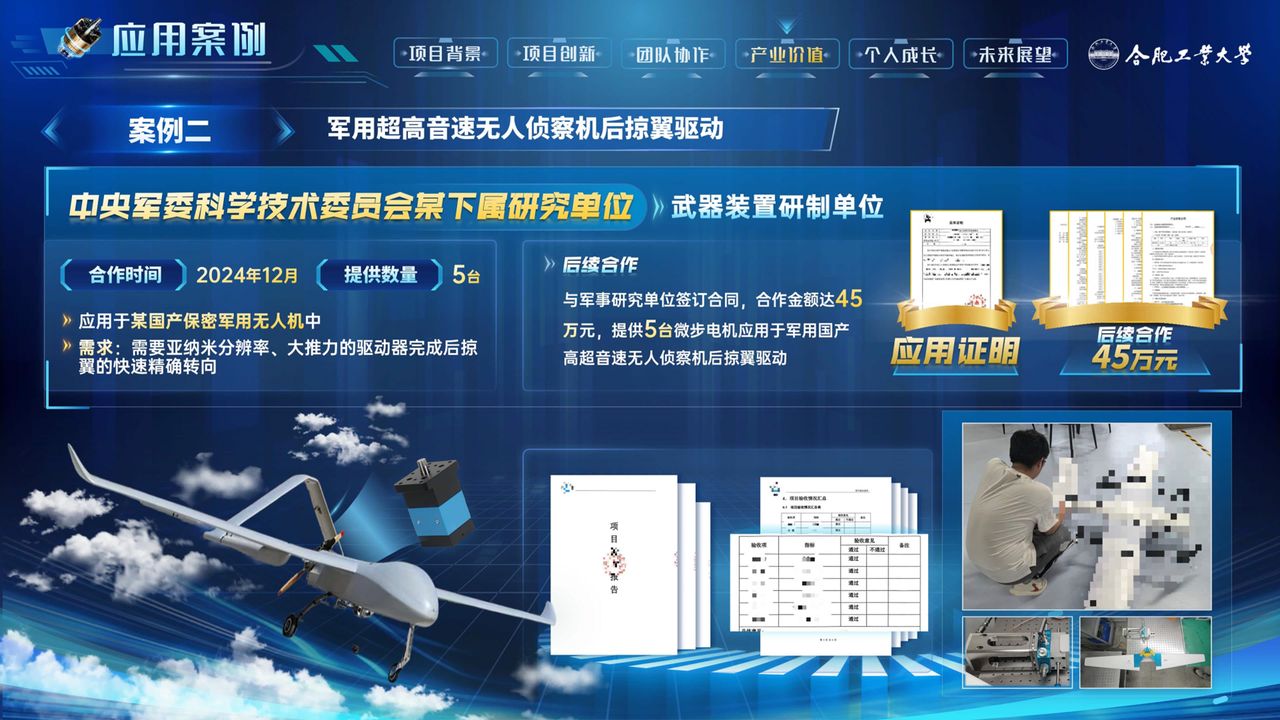 应用案例
项目背景
项目创新
团队协作
产业价值
个人成长
未来展望
合肥工业大学
案例二
军用超高音速无人侦察机后掠翼驱动
中央军委科学技术委员会某下属研究单位
武器装置研制单位
合作时间
2024年12月
提供数量
5台
应用于某国产保密军用无人机中
需求：需要亚纳米分辨率、大推力的驱动器完成后掠
翼的快速精确转向
后续合作
与军事研究单位签订合同，合作金额达45
万元，提供5台微步电机应用于军用国产
高超音速无人侦察机后掠翼驱动
应用证明
后续合作
45万元
项
目
报
告
4、项目验收情况汇总
验收项
指标
验收意见
备注
通过
不通过
通过
通过
通过
通过
通过
通过